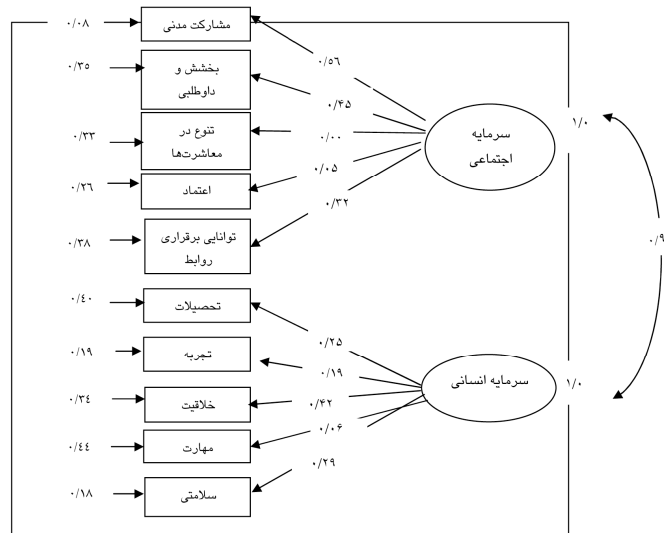 ۰/۰۸
مشارکت مدنی
۰/۵۶
۰/۳۵
بخشش و
داوطلبی
۰/۴۵
۰/۳۳
تنوع در
معاشرت‌ها
۰/۰۰
۰/۲۶
اعتماد
۰/۰۵
۰/۳۸
توانایی برقراری
روابط
۰/۳۲
سرمایه
اجتماعی
۱/۰
۰/۹
۰/٤۰
تحصیلات
۰/۲۵
۰/۱۹
تجربه
۰/۱۹
۰/۳٤
خلاقیت
۰/۴۲
۰/٤٤
مهارت
۰/۰۶
۰/۱۸
سلامتی
۰/۲۹
سرمایه انسانی
۱/۰